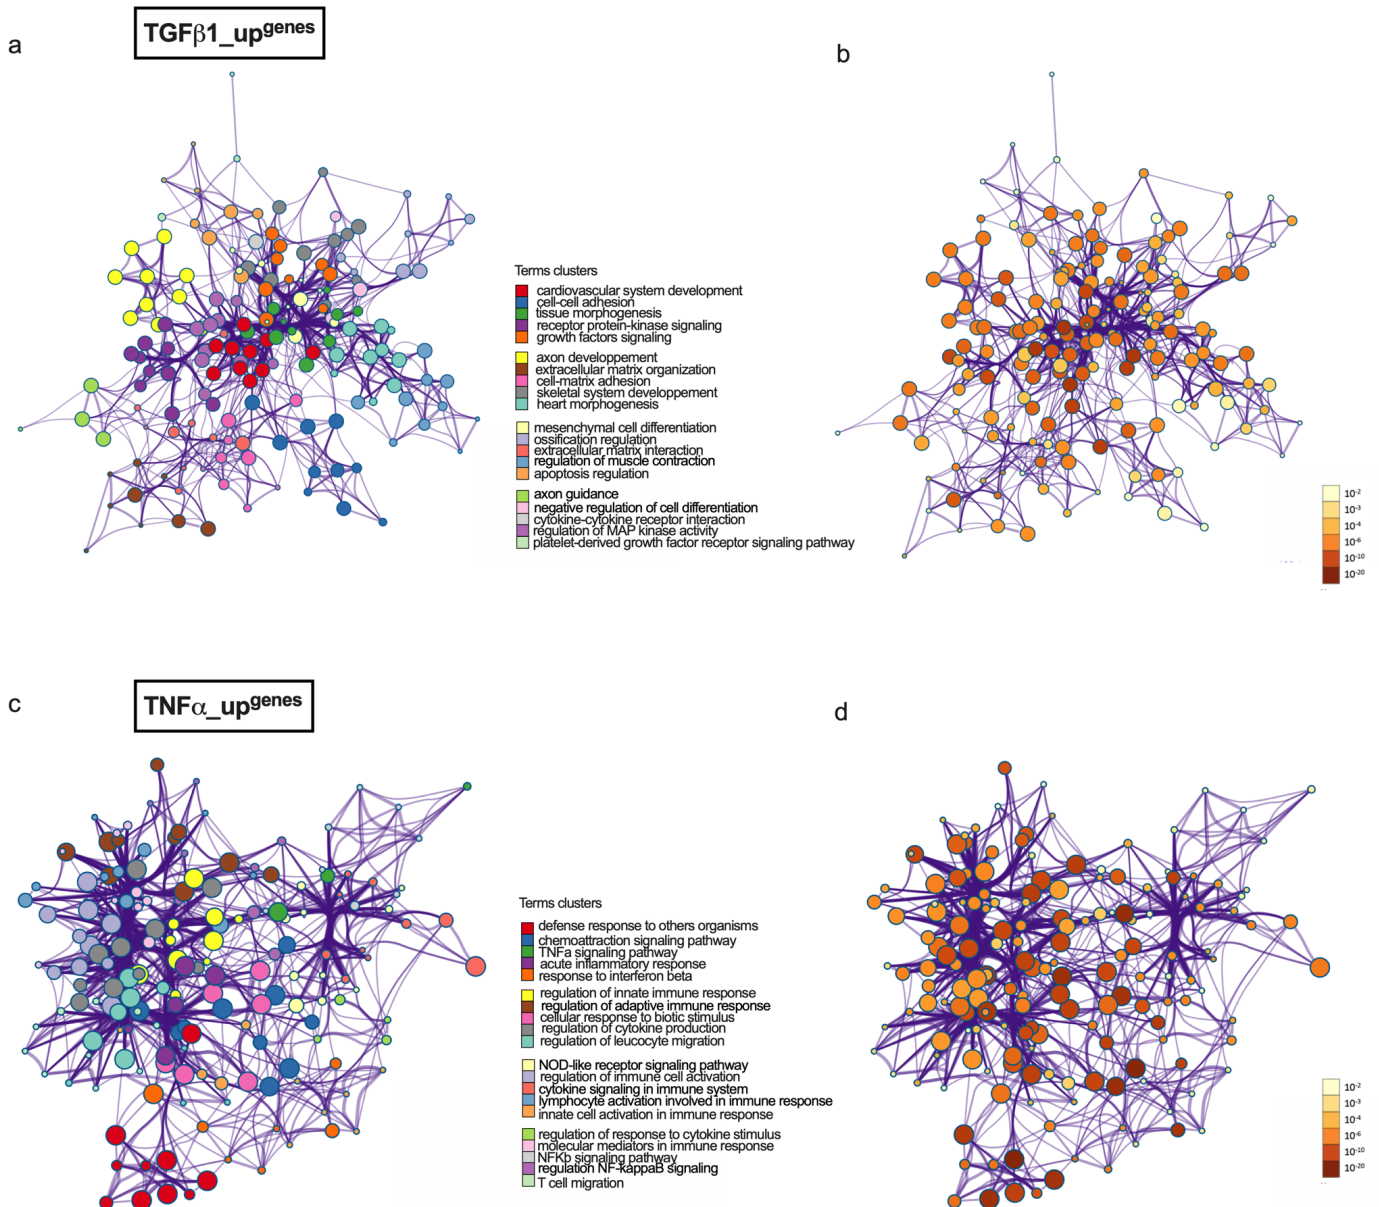 TGFβ1_upgenes
a
b
Terms clusters
cardiovascular system development
cell-cell adhesion
tissue morphogenesis
receptor protein-kinase signaling
growth factors signaling
axon developpement
extracellular matrix organization
cell-matrix adhesion
skeletal system developpement
heart morphogenesis
mesenchymal cell differentiation
ossification regulation
extracellular matrix interaction
regulation of muscle contraction
apoptosis regulation
axon guidance
negative regulation of cell differentiation
cytokine-cytokine receptor interaction
regulation of MAP kinase activity
platelet-derived growth factor receptor signaling pathway
10-2
10-3
10-4
10-6
10-10
10-20
TNFα_upgenes
c
d
Terms clusters
defense response to others organisms
chemoattraction signaling pathway
TNFa signaling pathway
acute inflammatory response
response to interferon beta
regulation of innate immune response
regulation of adaptive immune response
cellular response to biotic stimulus
regulation of cytokine production
regulation of leucocyte migration
NOD-like receptor signaling pathway
regulation of immune cell activation
cytokine signaling in immune system
lymphocyte activation involved in immune response
innate cell activation in immune response
regulation of response to cytokine stimulus
molecular mediators in immune response
NFKb signaling pathway
regulation NF-kappaB signaling
T cell migration
10-2
10-3
10-4
10-6
10-10
10-20